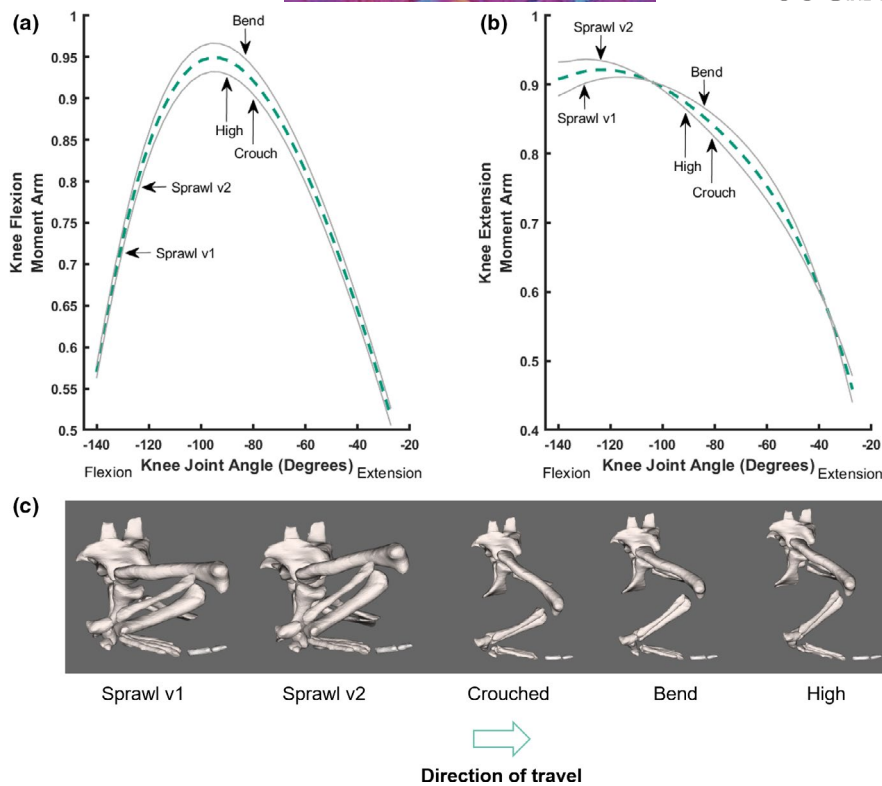 (a)
1
0.95
0.9
0.85
0.8
0.75
0.7
0.65
0.6
0.55
0.5
Knee Flexion
Moment Arm
Bend
High
Crouch
Sprawl v2
Sprawl v1
-140
-120
-100
-80
-60
-40
-20
Flexion
Knee Joint Angle (Degrees)
Extension
(b)
1
0.9
0.8
0.7
0.6
0.5
0.4
Knee Extension
Moment Arm
Sprawl v2
Bend
Sprawl v1
High
Crouch
-140
-120
-100
-80
-60
-40
-20
Flexion
Knee Joint Angle (Degrees)
Extension
(c)
Sprawl v1
Sprawl v2
Crouched
Bend
High
Direction of travel